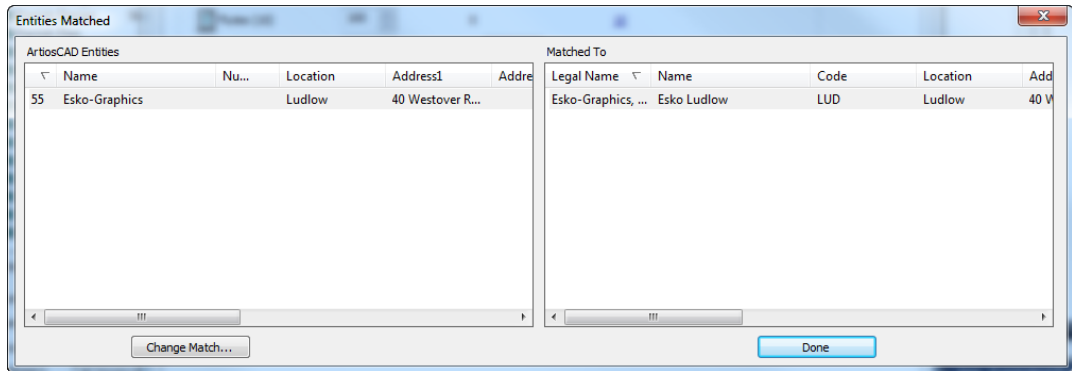 Entities Matched
ArtiosCAD Entities
Name Nu... Location Address1 Addre
55 Esko-Graphics Ludlow 40 Westover R...
Change Match...
Matched To
Legal Name Name Code Location Add
Esko-Graphics, ... Esko Ludlow LUD Ludlow 40 W
Done